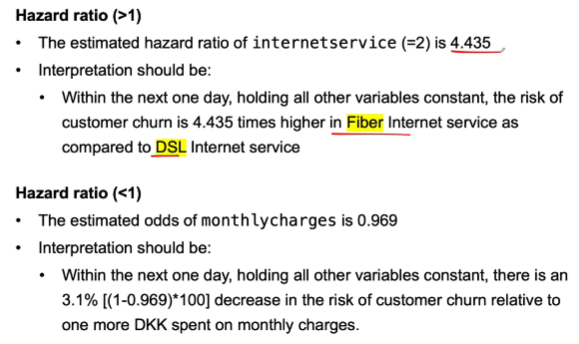 Hazard ratio (>1)
• The estimated hazard ratio of internetservice (=2) is 4.435
• Interpretation should be:
• Within the next one day, holding all other variables constant, the risk of
customer churn is 4.435 times higher in Fiber Internet service as
compared to DSL Internet service
Hazard ratio (<1)
• The estimated odds of monthlycharges is 0.969
• Interpretation should be:
• Within the next one day, holding all other variables constant, there is an
3.1% [(1-0.969)*100] decrease in the risk of customer churn relative to
one more DKK spent on monthly charges.